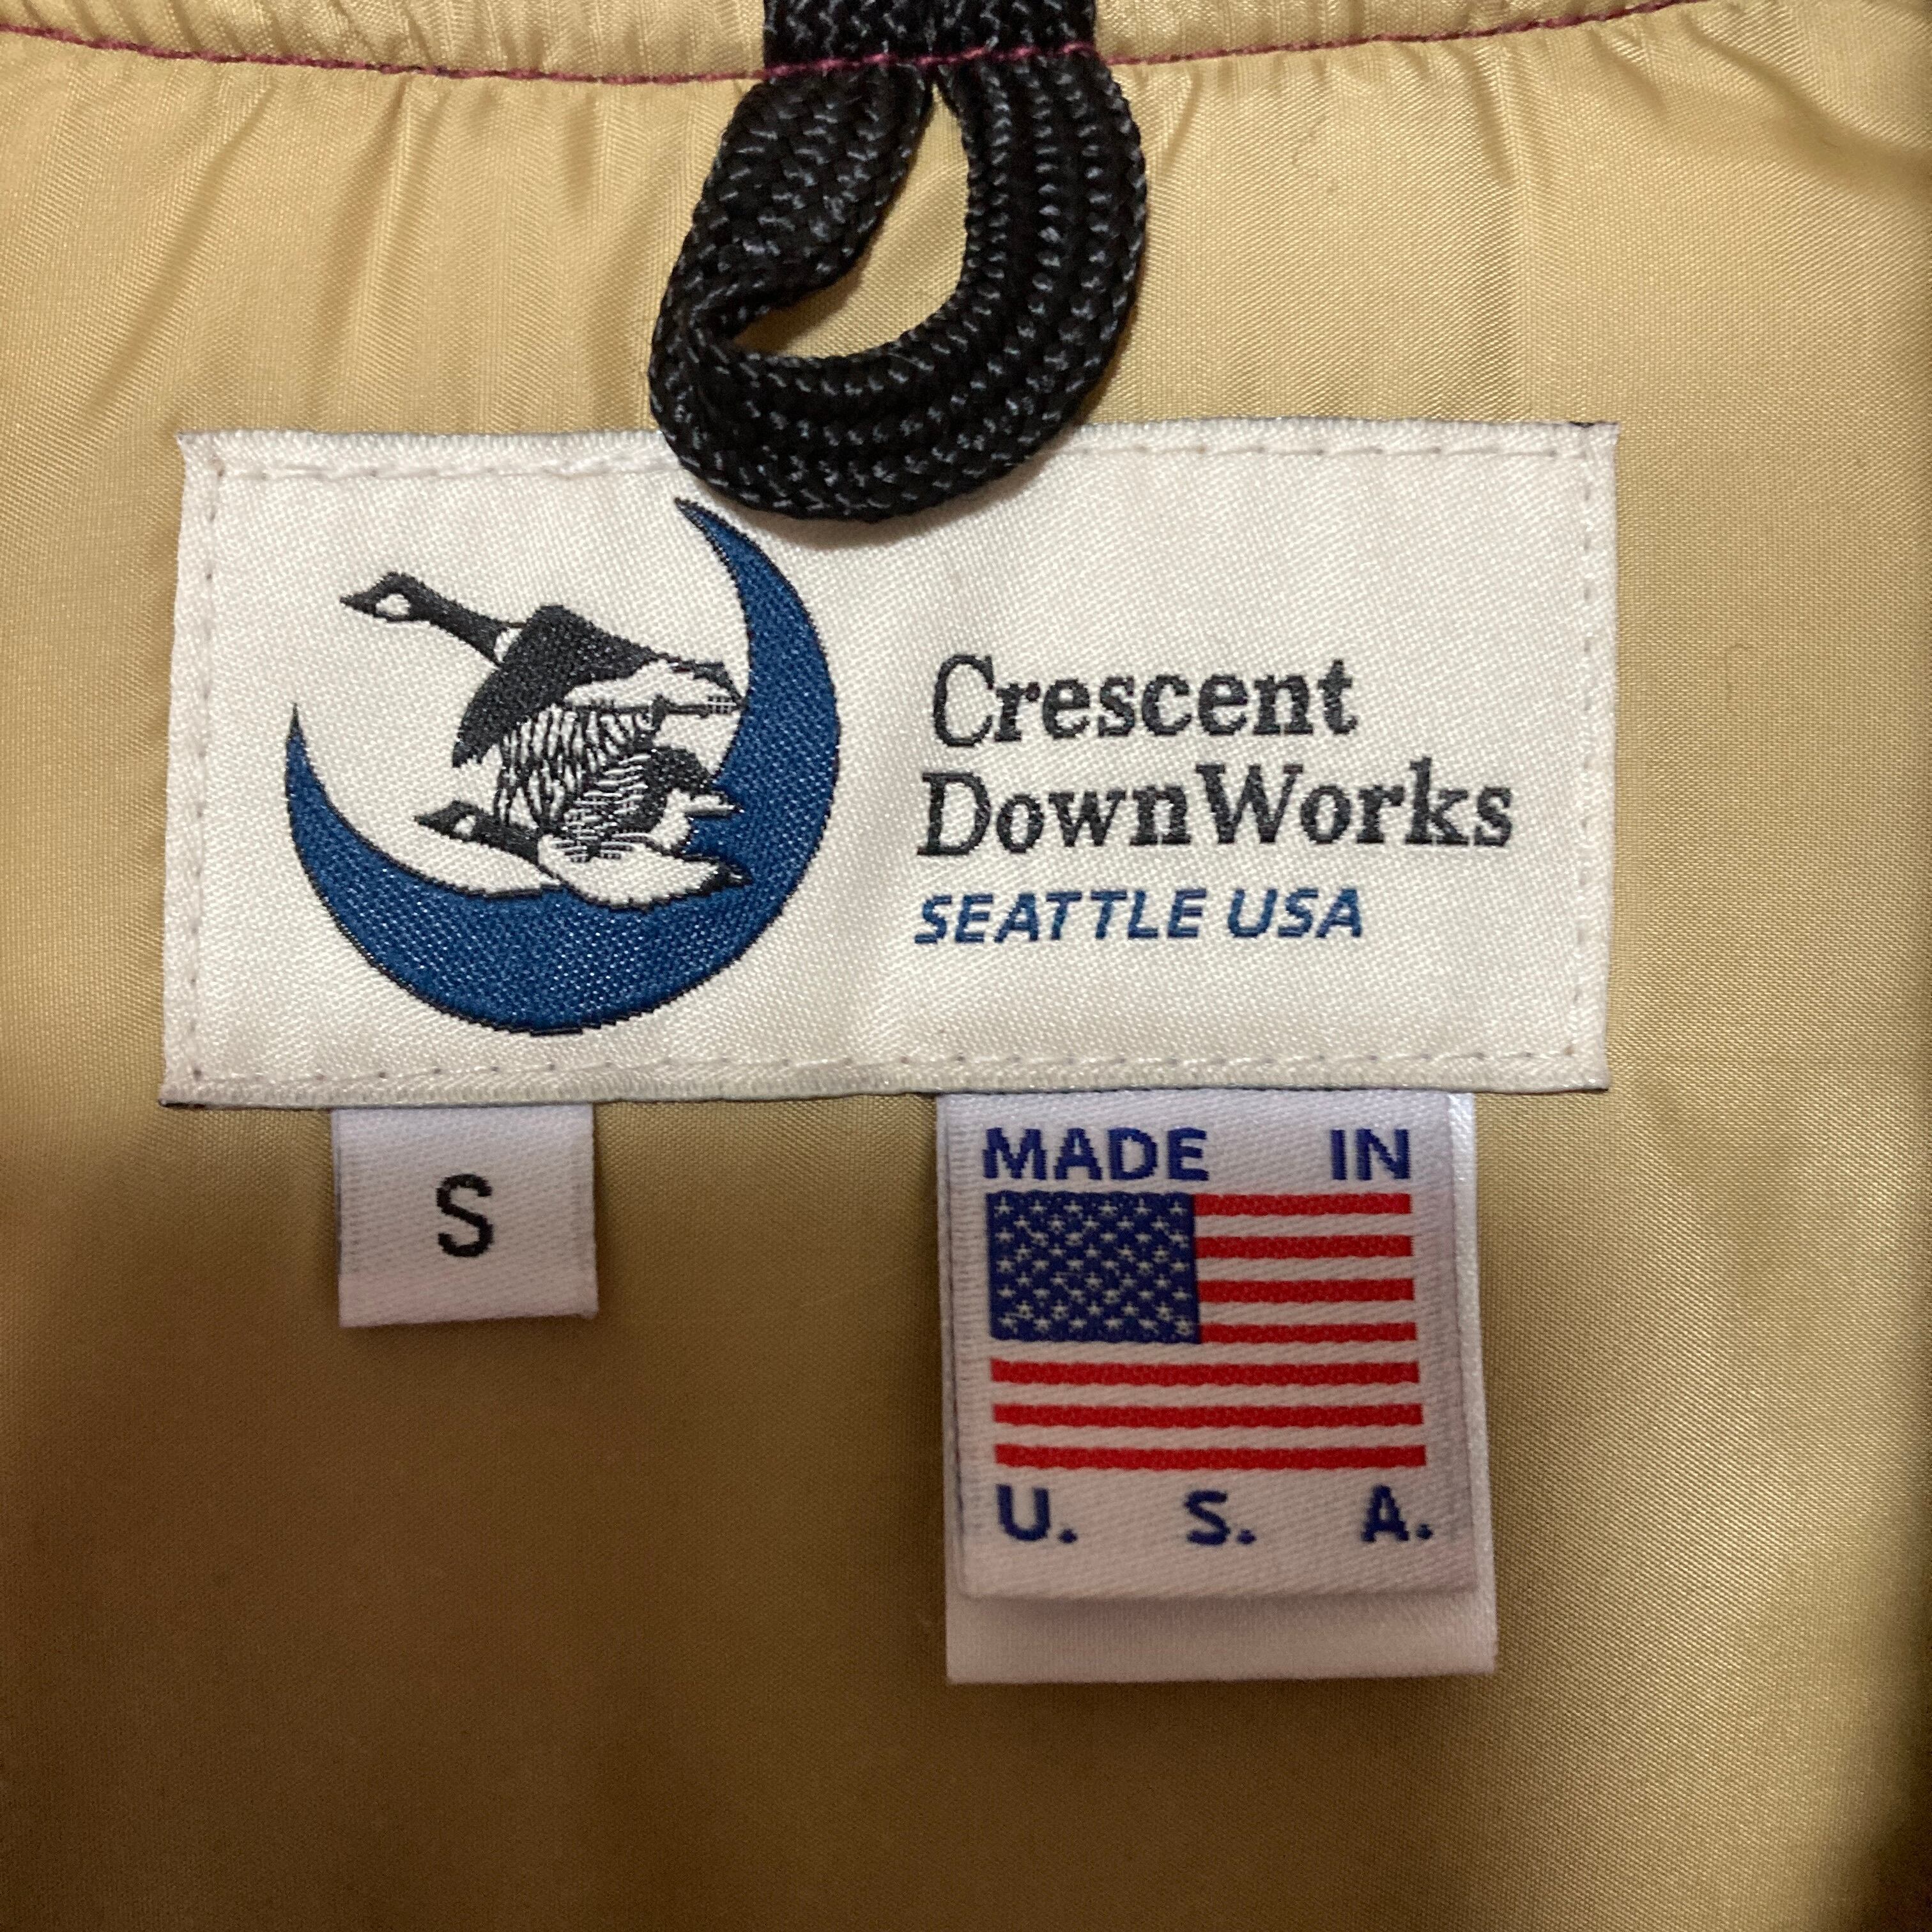 Crescent
DownWorks
SEATTLE USA
S
MADE IN
U. S. A.